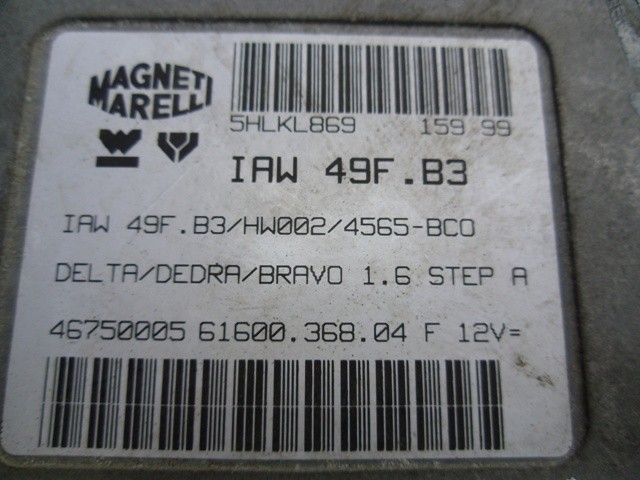 MAGNETI
MARELLI
5HLKL869 159 99
IAW 49F.B3
IAW 49F.B3/HW002/4565-BC0
DELTA/DEDRA/BRAVO 1.6 STEP A
46750005 61600.368.04 F 12V=